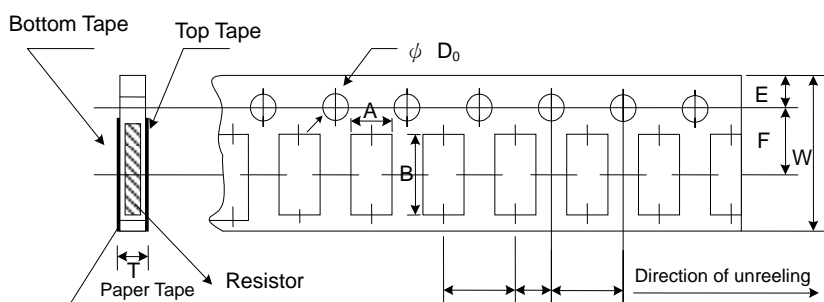 Bottom Tape
Top Tape
ϕ D₀
E
A
F
W
B
T
Paper Tape
Resistor
Direction of unreeling